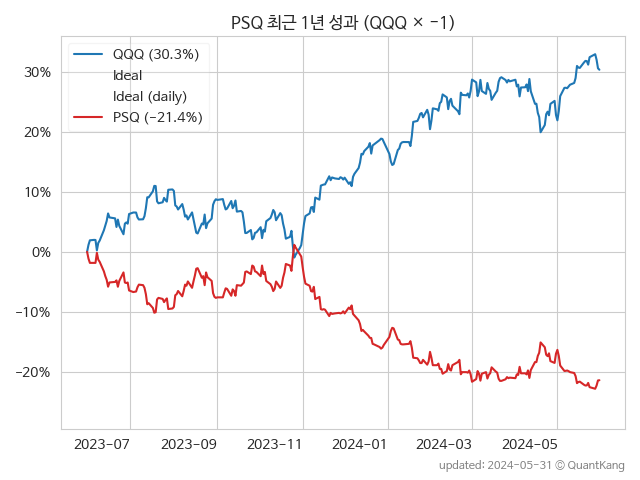 PSQ 최근 1년 성과 (QQQ × −1)
QQQ (30.3%)
Ideal
Ideal (daily)
PSQ (−21.4%)
30%
20%
10%
0%
−10%
−20%
2023−07
2023−09
2023−11
2024−01
2024−03
2024−05
updated: 2024−05−31 © QuantKang